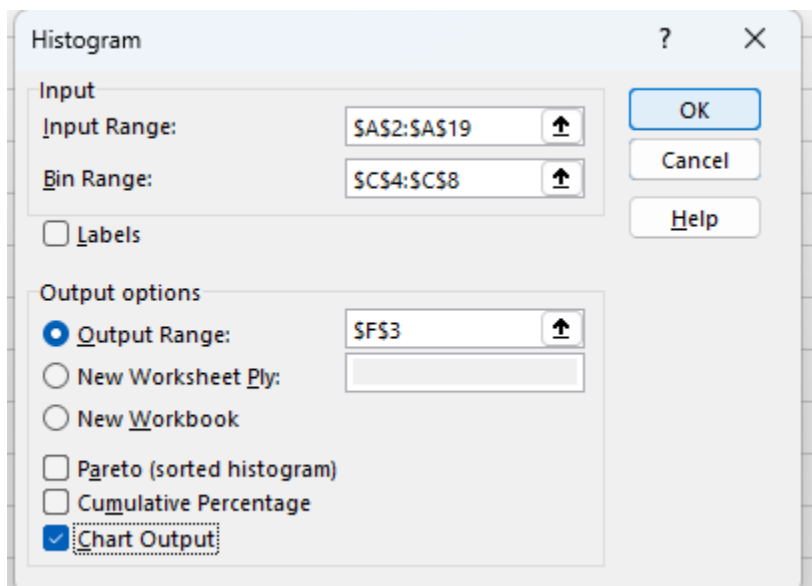 Histogram ?
Input
Input Range: $A$2:$A$19
Bin Range: $C$4:$C$8
Labels
OK
Cancel
Help
Output options
Output Range: $F$3
New Worksheet Ply:
New Workbook
Pareto (sorted histogram)
Cumulative Percentage
Chart Output